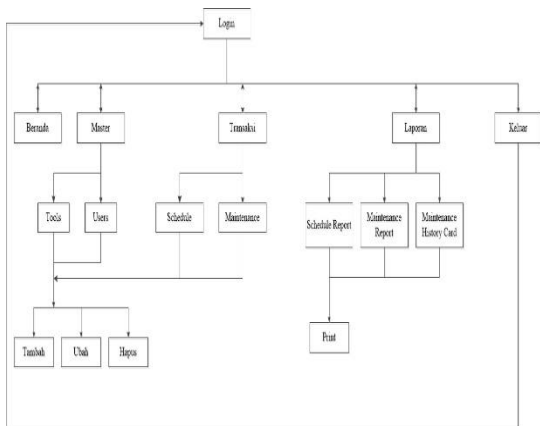 Login
Beranda
Master
Transaksi
Laporan
Keluar
Tools
Users
Schedule
Maintenance
Schedule Report
Maintenance
Report
Maintenance
History Card
Tambah
Ubah
Hapus
Print